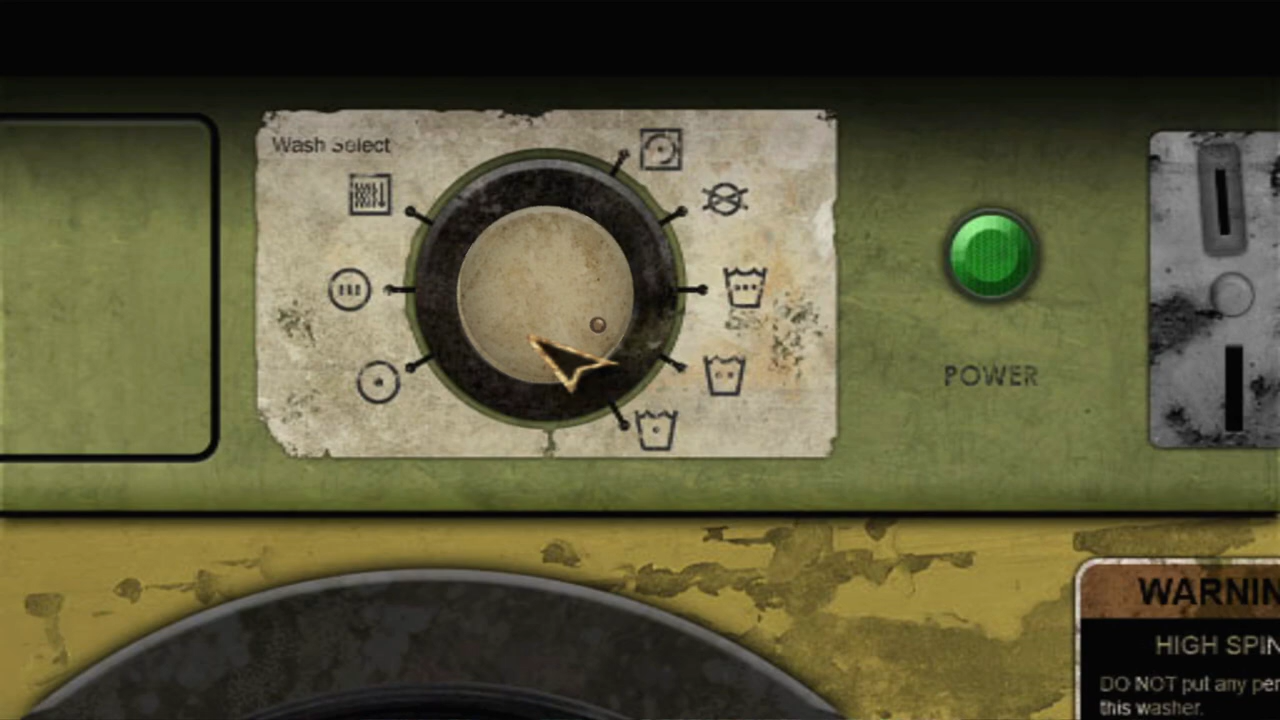 Wash Select
POWER
WARNIN
HIGH SPIN
DO NOT put any per
this washer.